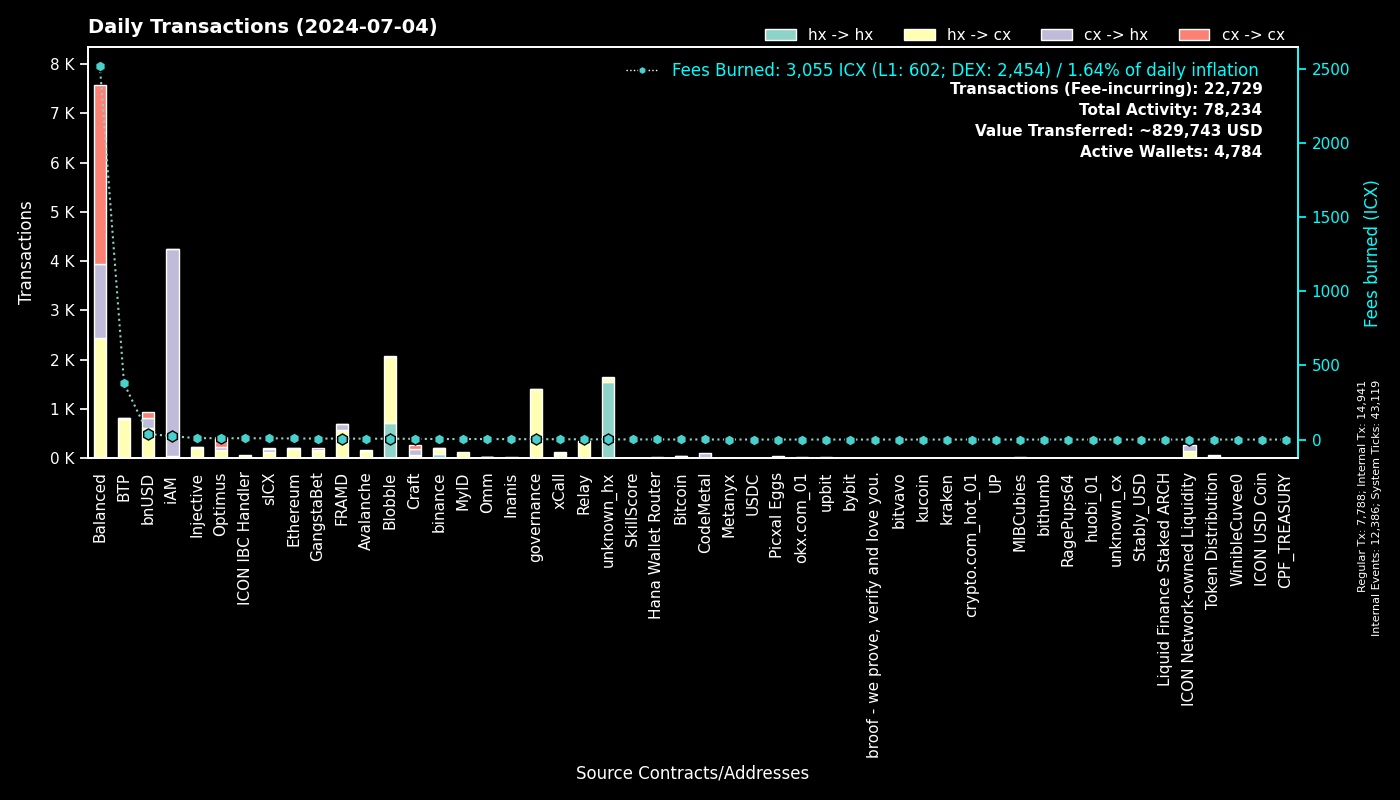 Daily Transactions (2024-07-04)
hx -> hx
hx -> cx
cx -> hx
cx -> cx
Fees Burned: 3,055 ICX (L1: 602; DEX: 2,454) / 1.64% of daily inflation
Transactions (Fee-incurring): 22,729
Total Activity: 78,234
Value Transferred: ~829,743 USD
Active Wallets: 4,784
Transactions
8 K
7 K
6 K
5 K
4 K
3 K
2 K
1 K
0 K
2500
2000
1500
1000
500
0
Fees burned (ICX)
Regular Tx: 7,788; Internal Tx: 14,941
Internal Events: 12,386; System Ticks: 43,119
Balanced
BTP
bnUSD
iAM
Injective
Optimus
ICON IBC Handler
sICX
Ethereum
GangstaBet
FRAMD
Avalanche
Blobble
Craft
binance
MyID
Omm
Inanis
governance
xCall
Relay
unknown_hx
SkillScore
Hana Wallet Router
Bitcoin
CodeMetal
Metanyx
USDC
Picxal Eggs
okx.com_01
upbit
bybit
broof - we prove, verify and love you.
bitvavo
kucoin
kraken
crypto.com_hot_01
UP
MIBCubies
bithumb
RagePups64
huobi_01
unknown_cx
Stably_USD
Liquid Finance Staked ARCH
ICON Network-owned Liquidity
Token Distribution
WinibleCuvee0
ICON USD Coin
CPF_TREASURY
Source Contracts/Addresses